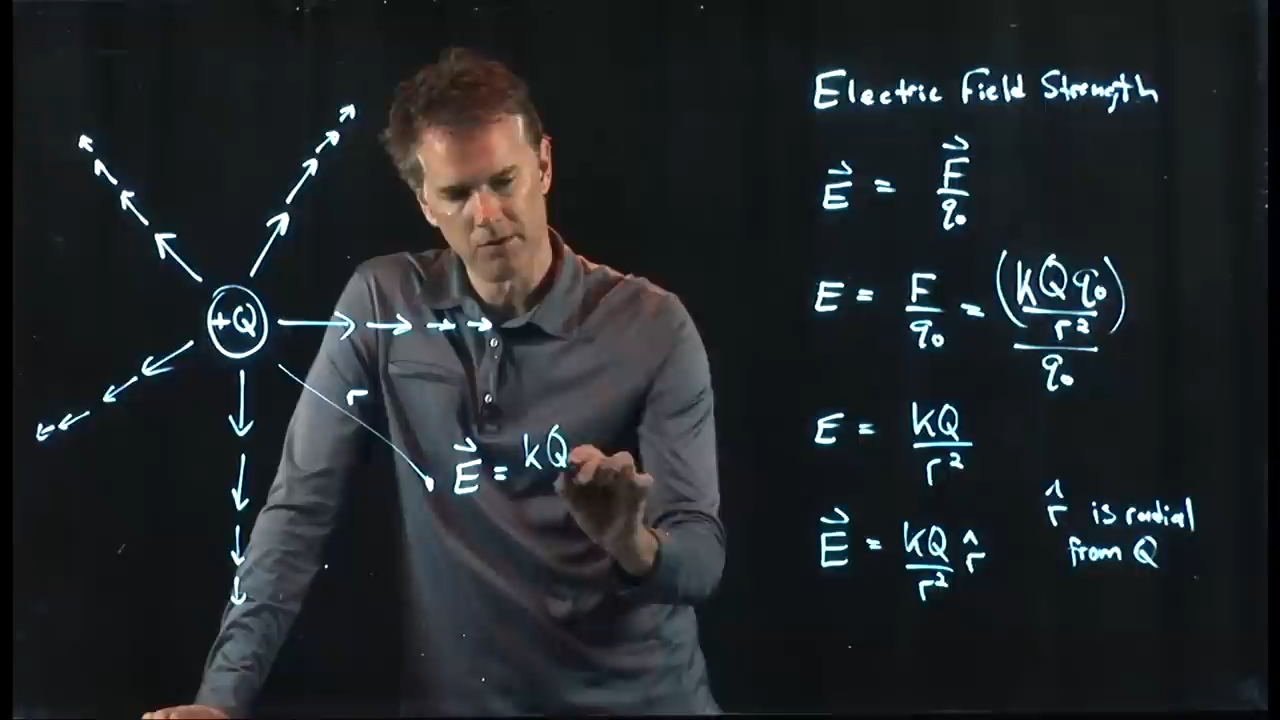 Electric Field Strength
E⃗ = F⃗/q₀
E = F/q₀ = (kQq₀/r²)/q₀
E = kQ/r²
E⃗ = kQ/r² r̂
r̂ is radial
from Q
+Q
r
E⃗ = kQ